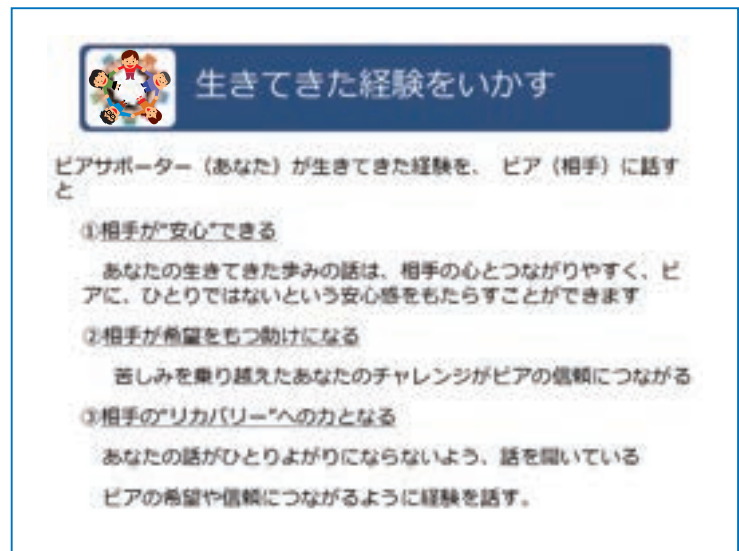 生きてきた経験をいかす
ピアサポーター（あなた）が生きてきた経験を、 ピア（相手）に話す
と
①相手が“安心”できる
あなたの生きてきた歩みの話は、相手の心とつながりやすく、ピ
アに、ひとりではないという安心感をもたらすことができます
②相手が希望をもつ助けになる
苦しみを乗り越えたあなたのチャレンジがピアの信頼につながる
③相手の“リカバリー”への力となる
あなたの話がひとりよがりにならないよう、話を聞いている
ピアの希望や信頼につながるように経験を話す。